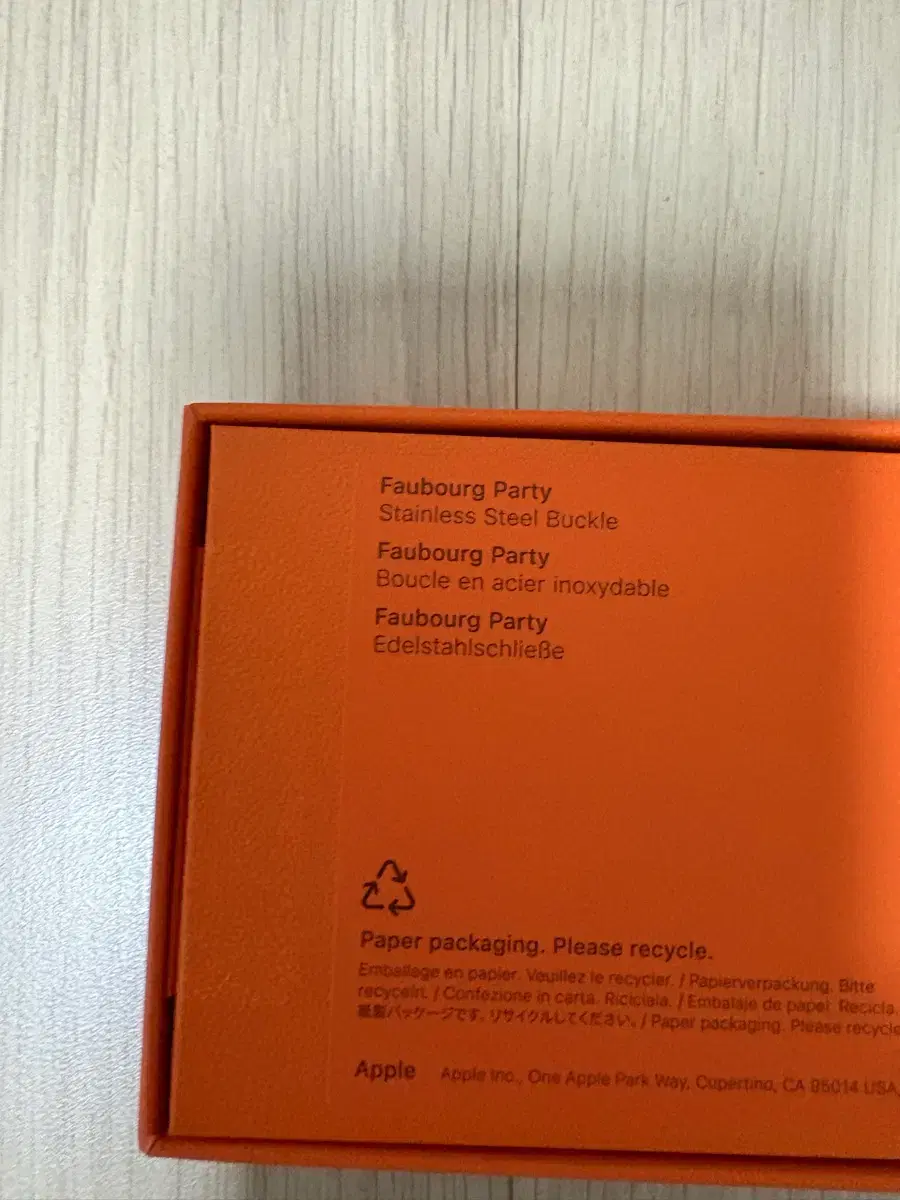 Faubourg Party
Stainless Steel Buckle
Faubourg Party
Boucle en acier inoxydable
Faubourg Party
Edelstahlschließe
Paper packaging. Please recycle.
Emballage en papier. Veuillez le recycler. / Papierverpackung. Bitte
recyceln. / Confezione in carta. Riciclala. / Embalaje de papel. Recicla.
紙製パッケージです。リサイクルしてください。/ Paper packaging. Please recycle
Apple Apple Inc., One Apple Park Way, Cupertino, CA 95014 USA